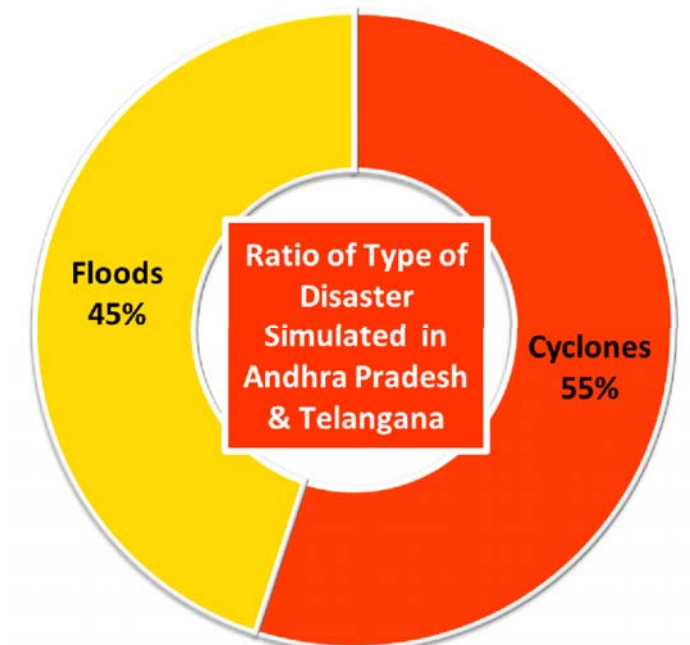 Floods
45%
Ratio of Type of
Disaster
Simulated in
Andhra Pradesh
& Telangana
Cyclones
55%